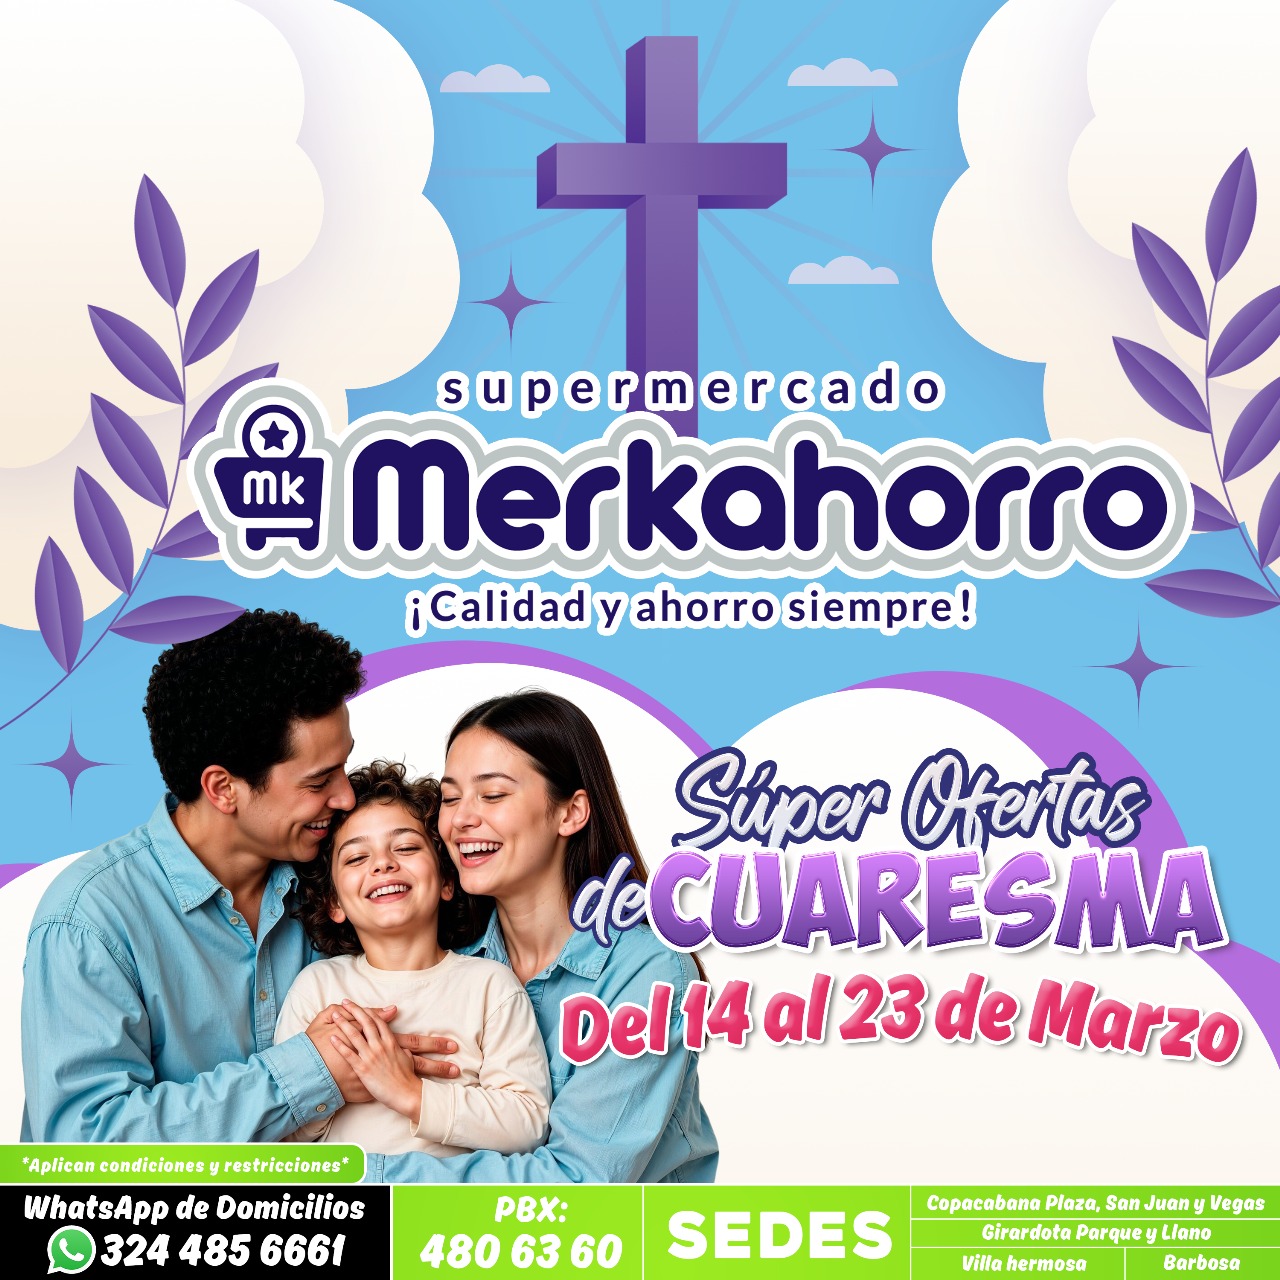 supermercado
mk Merkahorro
¡Calidad y ahorro siempre!
Súper Ofertas
de CUARESMA
Del 14 al 23 de Marzo
*Aplican condiciones y restricciones*
WhatsApp de Domicilios
324 485 6661
PBX:
480 63 60
SEDES
Copacabana Plaza, San Juan y Vegas
Girardota Parque y Llano
Villa hermosa
Barbosa